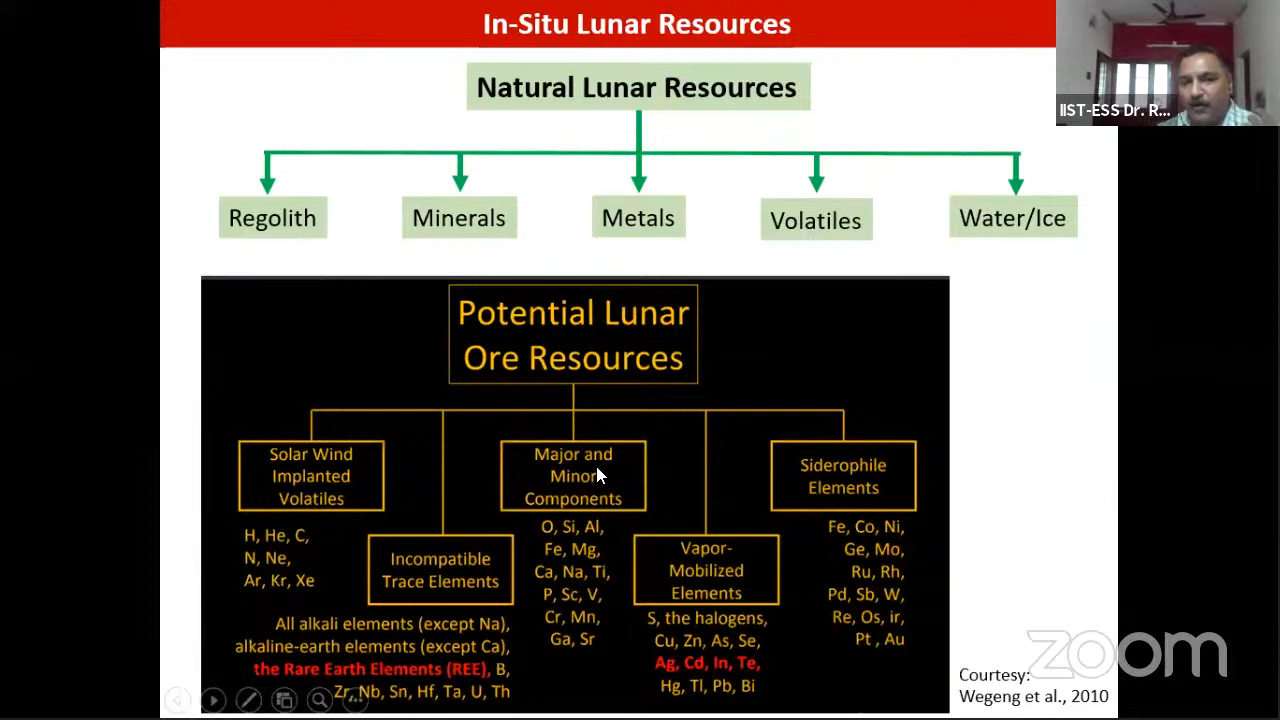 In-Situ Lunar Resources
IIST-ESS Dr. R...
Natural Lunar Resources
Regolith
Minerals
Metals
Volatiles
Water/Ice
Potential Lunar
Ore Resources
Solar Wind
Implanted
Volatiles
H, He, C,
N, Ne,
Ar, Kr, Xe
Incompatible
Trace Elements
All alkali elements (except Na),
alkaline-earth elements (except Ca),
the Rare Earth Elements (REE), B,
Zr, Nb, Sn, Hf, Ta, U, Th
Major and
Minor
Components
O, Si, Al,
Fe, Mg,
Ca, Na, Ti,
P, Sc, V,
Cr, Mn,
Ga, Sr
Vapor-
Mobilized
Elements
S, the halogens,
Cu, Zn, As, Se,
Ag, Cd, In, Te,
Hg, Tl, Pb, Bi
Siderophile
Elements
Fe, Co, Ni,
Ge, Mo,
Ru, Rh,
Pd, Sb, W,
Re, Os, ir,
Pt , Au
Courtesy:
Wegeng et al., 2010
zoom